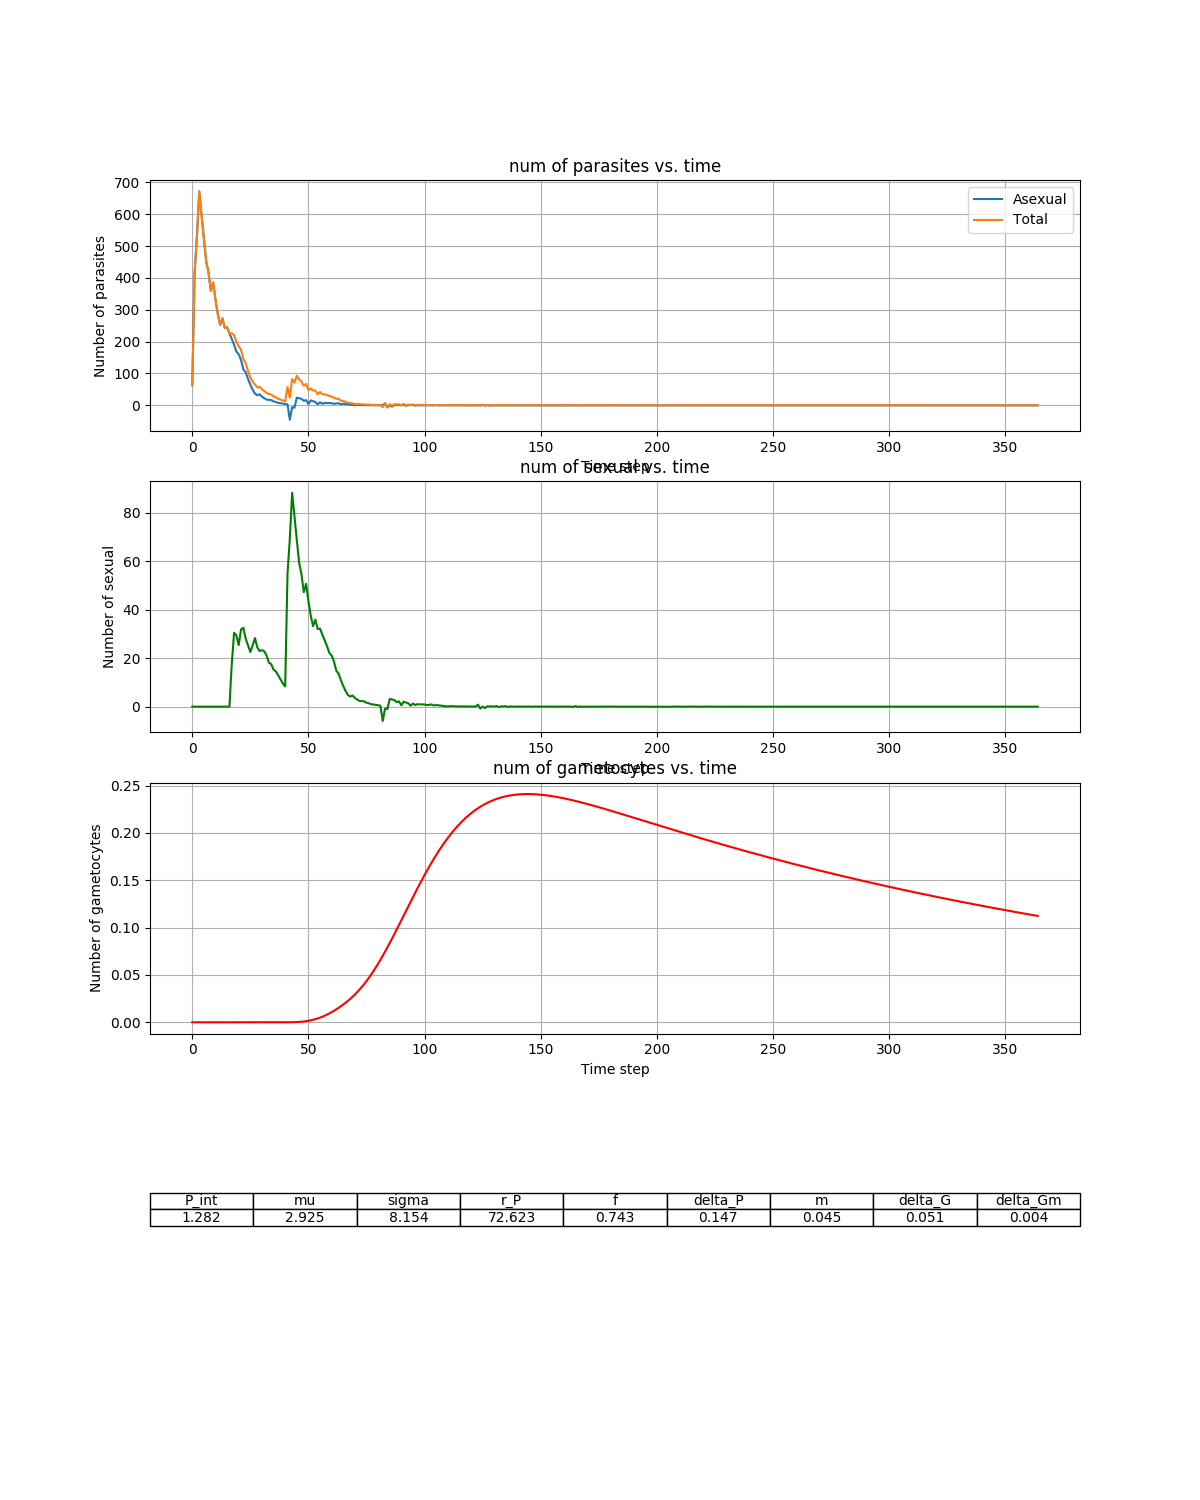 num of parasites vs. time
700
600
500
400
300
200
100
0
Number of parasites
Asexual
Total
0 50 100 150 200 250 300 350
Time step
num of sexual vs. time
80
60
40
20
0
Number of sexual
0 50 100 150 200 250 300 350
Time step
num of gametocytes vs. time
0.25
0.20
0.15
0.10
0.05
0.00
Number of gametocytes
0 50 100 150 200 250 300 350
Time step
P_int mu sigma r_P f delta_P m delta_G delta_Gm
1.282 2.925 8.154 72.623 0.743 0.147 0.045 0.051 0.004